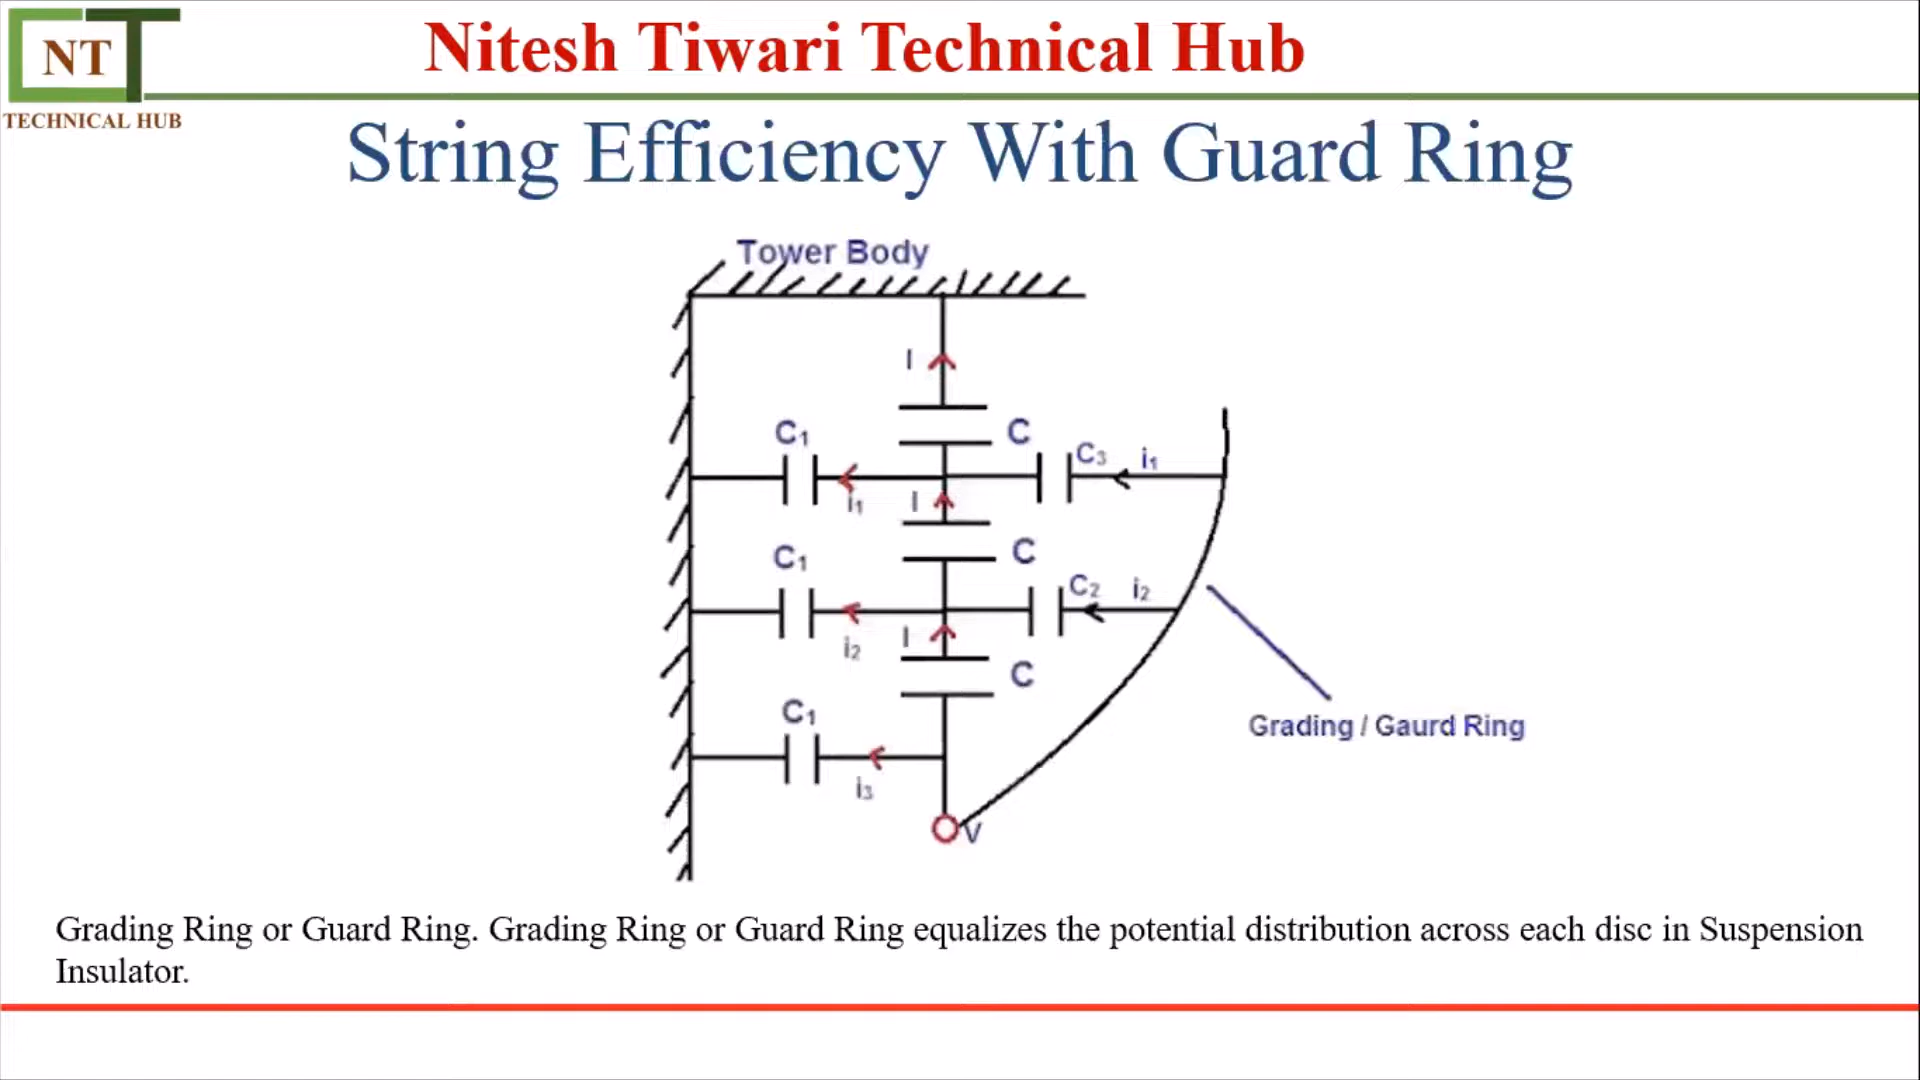 NT
TECHNICAL HUB
Nitesh Tiwari Technical Hub
String Efficiency With Guard Ring
Tower Body
I
C₁
C
C₃
i₁
i₁
I
C₁
C
C₂
i₂
i₂
I
C
C₁
i₃
V
Grading / Gaurd Ring
Grading Ring or Guard Ring. Grading Ring or Guard Ring equalizes the potential distribution across each disc in Suspension
Insulator.